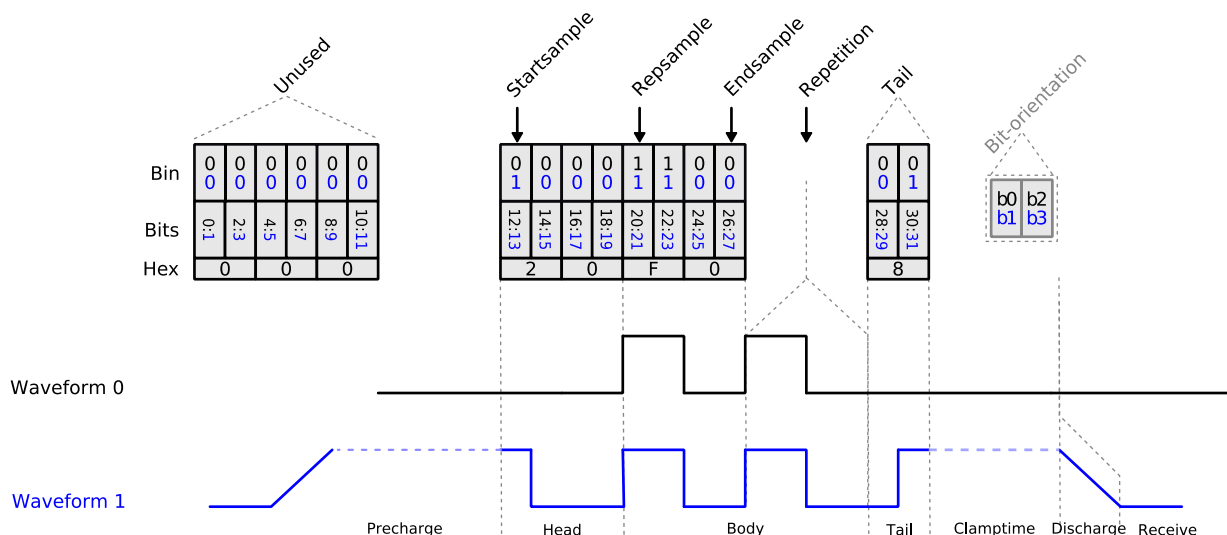 Unused
Startsample
Repsample
Endsample
Repetition
Tail
Bit-orientation
Bin
0 0 0 0 0 0 0 0 0 0 1 1 0 0 0 0
0 0 0 0 0 0 1 0 0 0 1 1 0 0 0 1
b0 b2
b1 b3
Bits
0:1 2:3 4:5 6:7 8:9 10:11 12:13 14:15 16:17 18:19 20:21 22:23 24:25 26:27 28:29 30:31
Hex 0 0 0 2 0 F 0 8
Waveform 0
Waveform 1
Precharge Head Body Tail Clamptime Discharge Receive